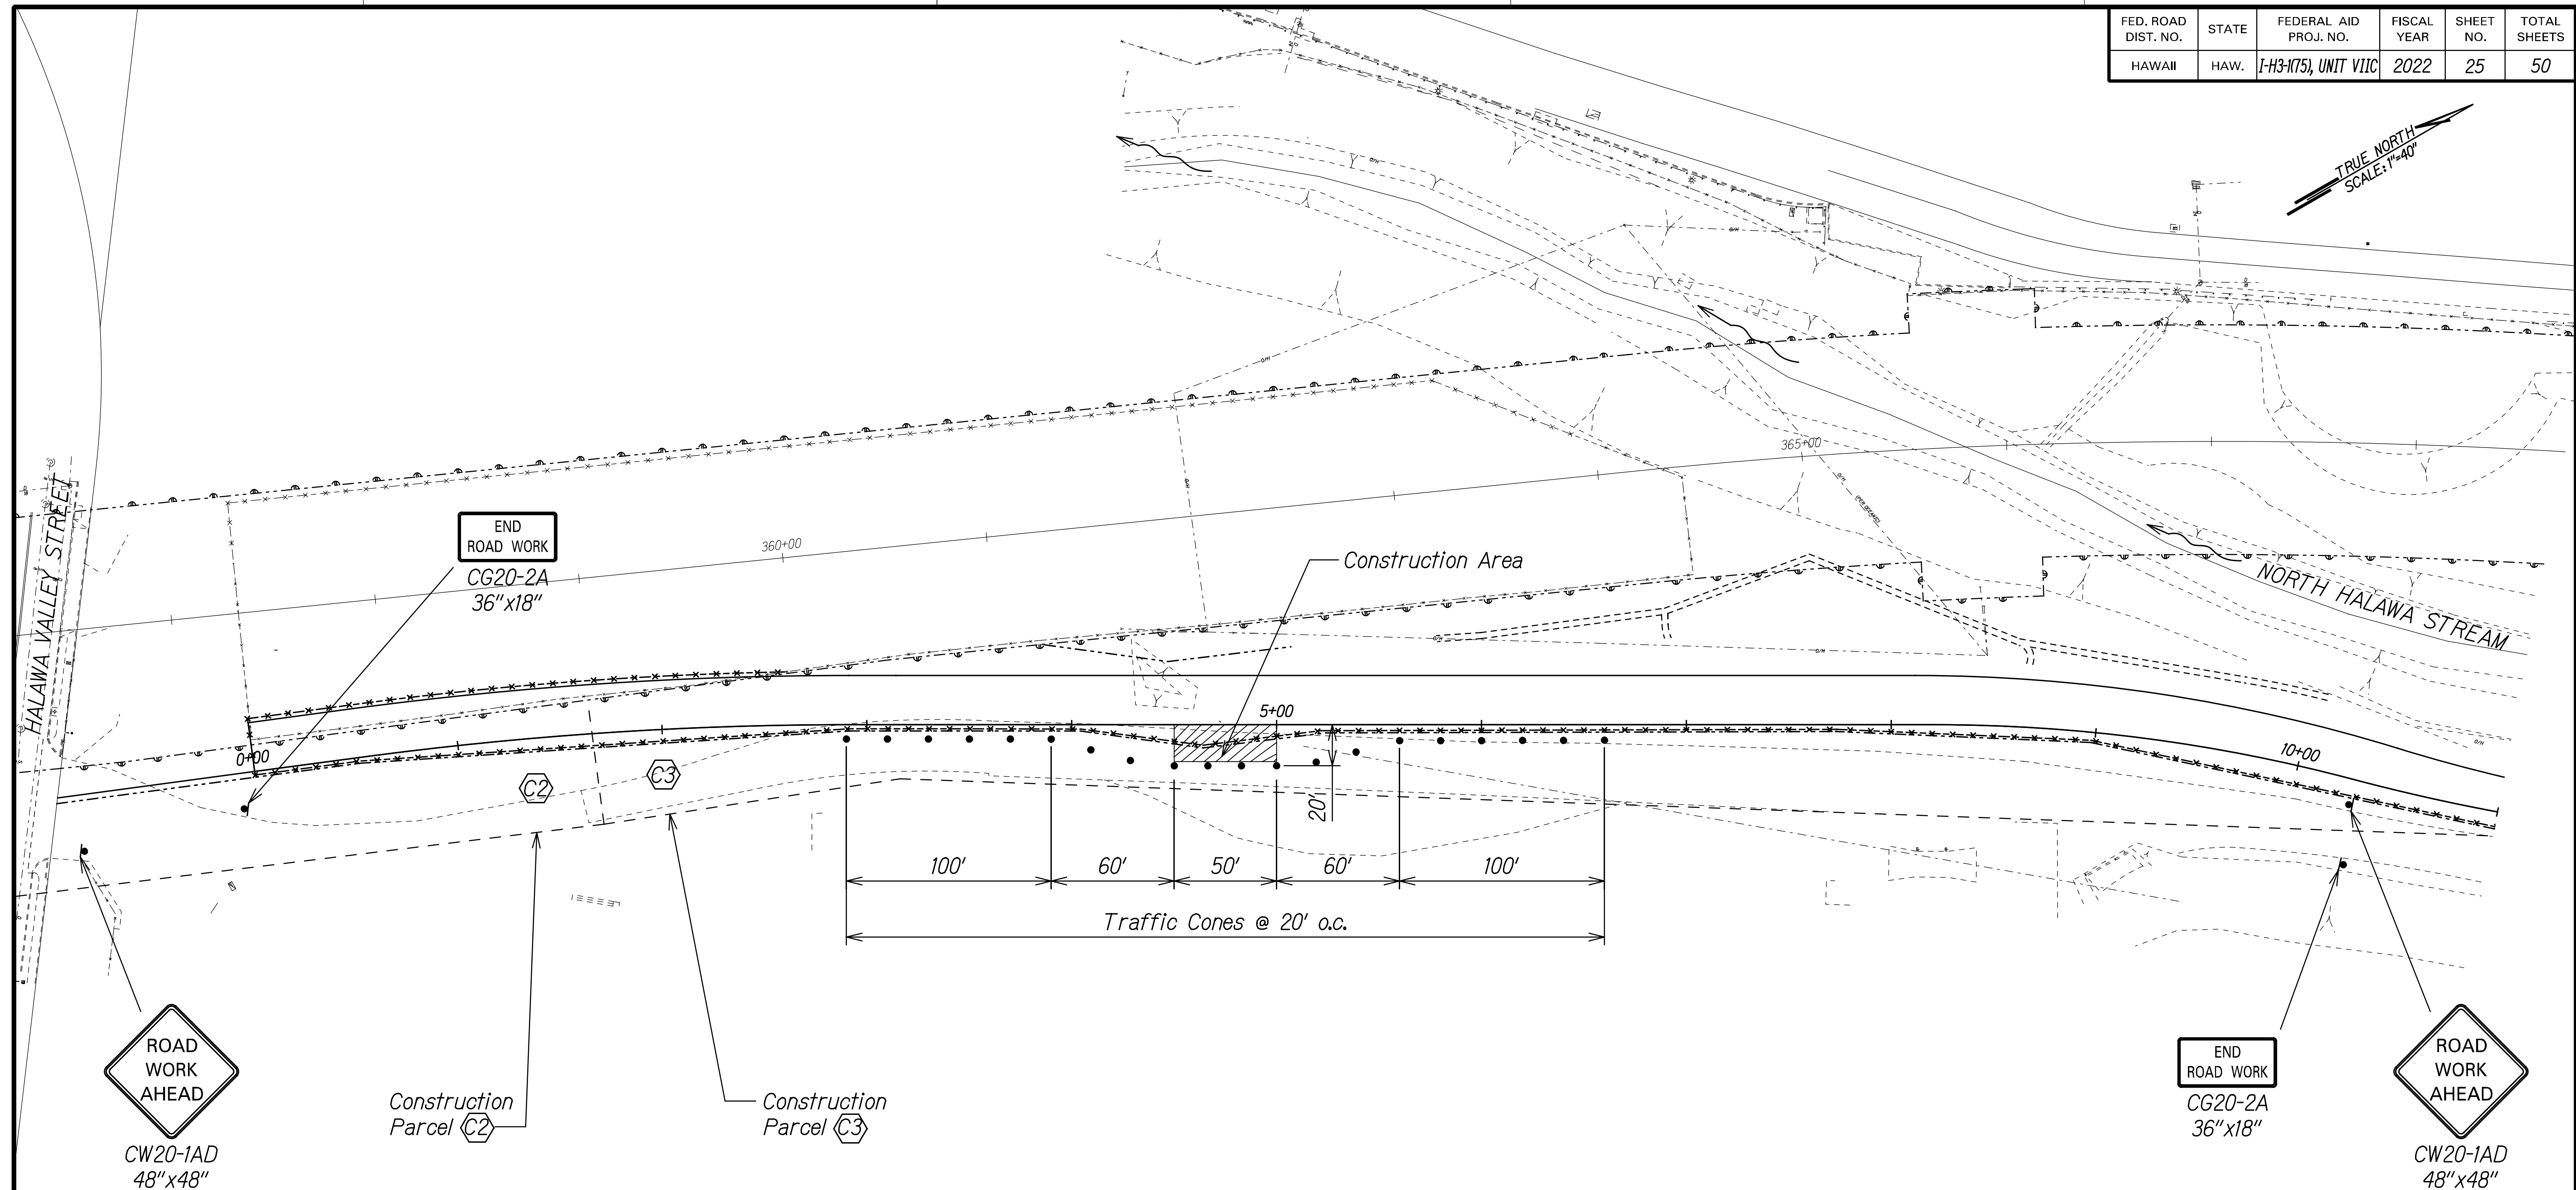 FED. ROAD DIST. NO.
STATE
FEDERAL AID PROJ. NO.
FISCAL YEAR
SHEET NO.
TOTAL SHEETS
HAWAII
HAW.
I-H3-1(75), UNIT VIIC
2022
25
50
TRUE NORTH
SCALE: 1"=40"
HALAWA VALLEY STREET
END
ROAD WORK
CG20-2A
36"x18"
360+00
365+00
Construction Area
NORTH HALAWA STREAM
0+00
5+00
10+00
C2
C3
20'
100'
60'
50'
60'
100'
Traffic Cones @ 20' o.c.
ROAD
WORK
AHEAD
CW20-1AD
48"x48"
Construction
Parcel C2
Construction
Parcel C3
END
ROAD WORK
CG20-2A
36"x18"
ROAD
WORK
AHEAD
CW20-1AD
48"x48"